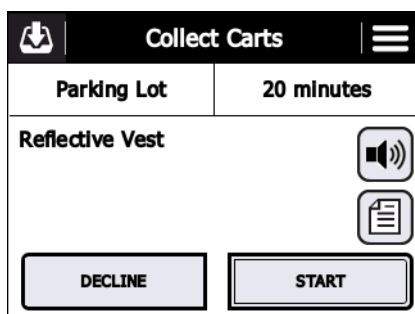 Collect Carts
Parking Lot 20 minutes
Reflective Vest
DECLINE START